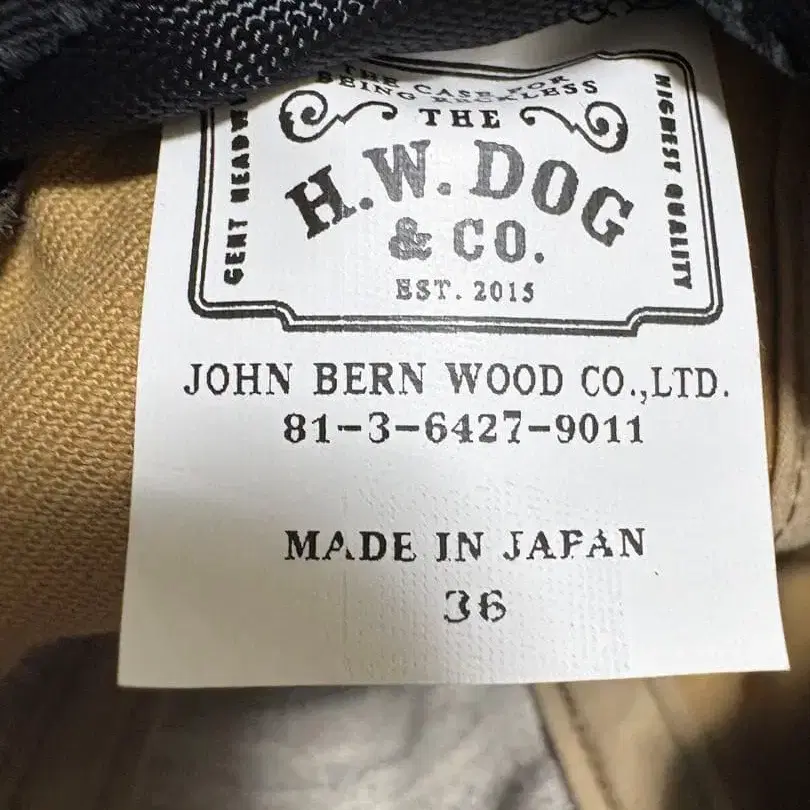 THE CASE FOR
BEING RECKLESS
THE
H.W. DOG
& CO.
EST. 2015
GENT
HIGHEST QUALITY
JOHN BERN WOOD CO.,LTD.
81-3-6427-9011
MADE IN JAPAN
36